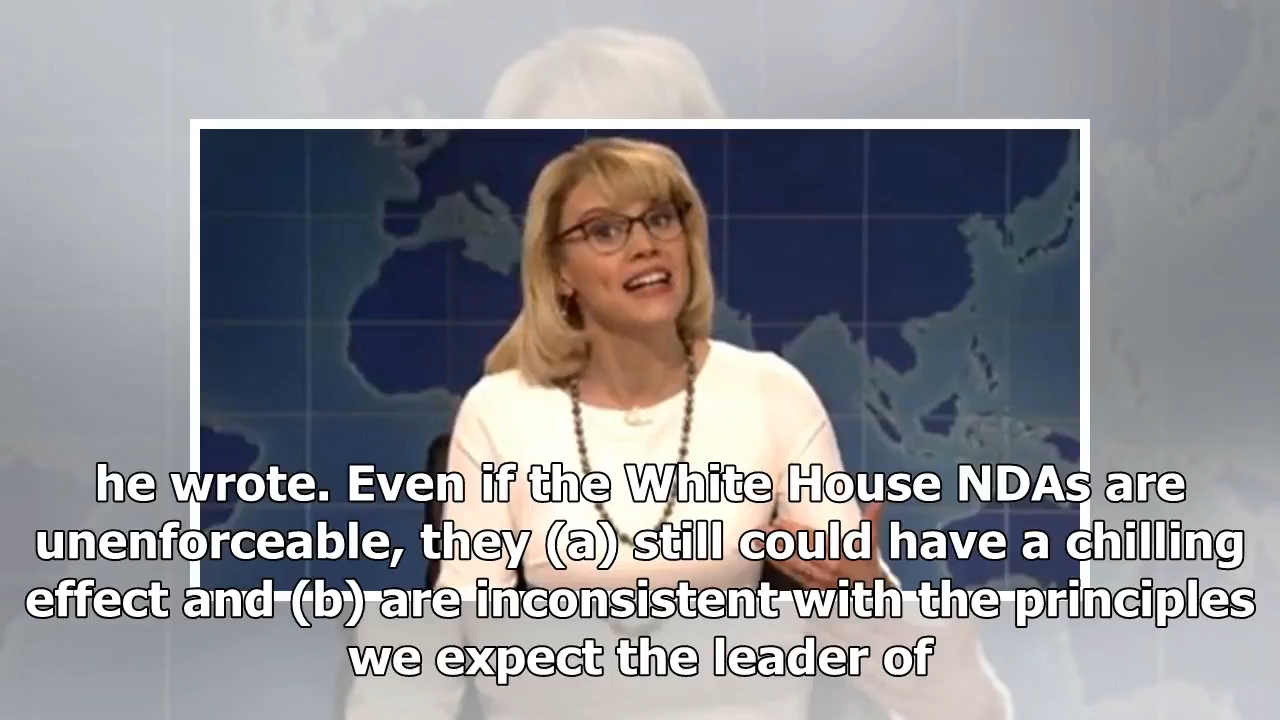 he wrote. Even if the White House NDAs are
unenforceable, they (a) still could have a chilling
effect and (b) are inconsistent with the principles
we expect the leader of